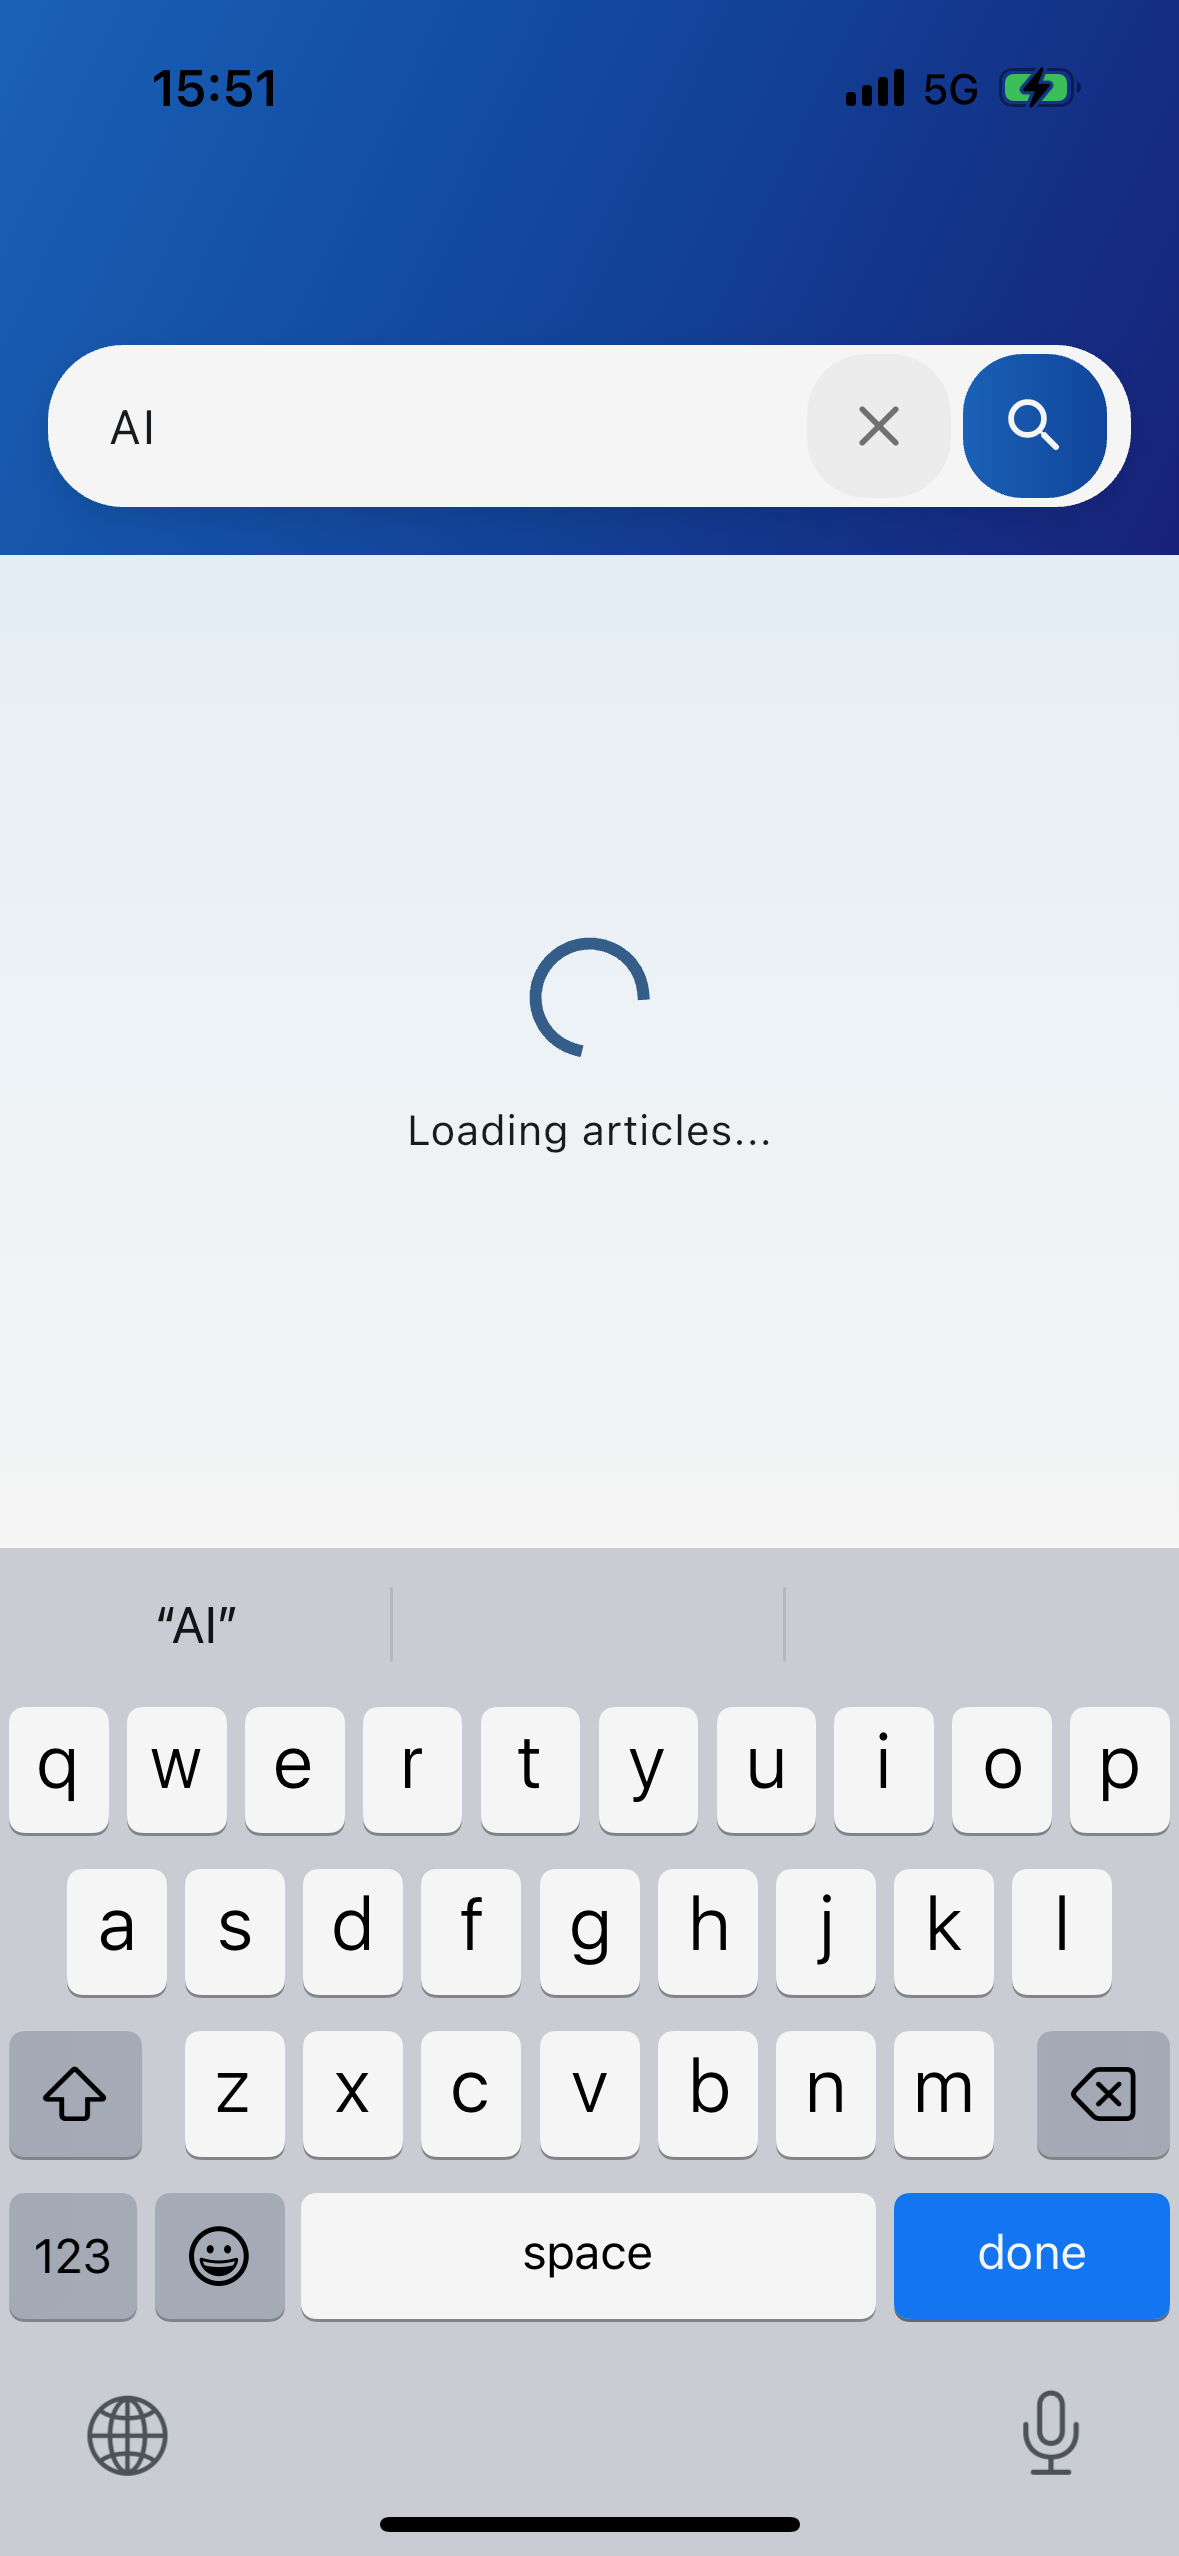 15:51 5G
AI
Loading articles...
“AI”
q w e r t y u i o p
a s d f g h j k l
z x c v b n m
123 space done